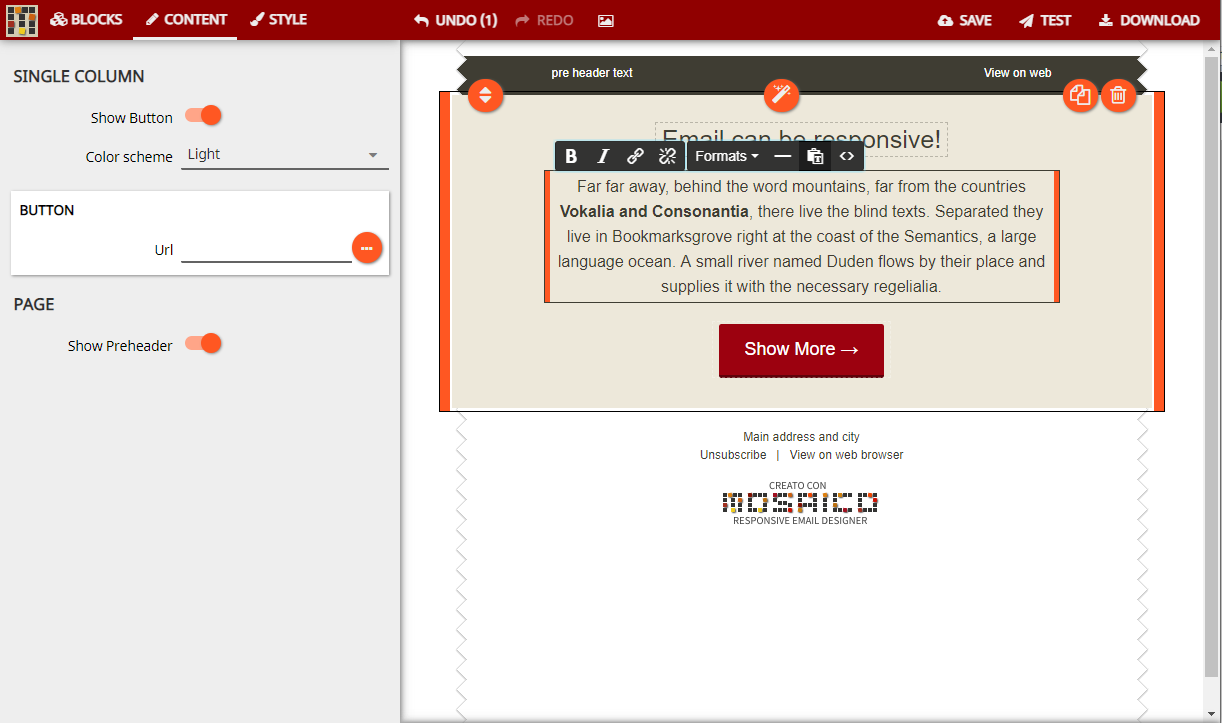 BLOCKS CONTENT STYLE UNDO (1) REDO SAVE TEST DOWNLOAD
SINGLE COLUMN
Show Button
Color scheme Light
BUTTON
Url
PAGE
Show Preheader
pre header text View on web
Email can be responsive!
B I Formats
Far far away, behind the word mountains, far from the countries
Vokalia and Consonantia, there live the blind texts. Separated they
live in Bookmarksgrove right at the coast of the Semantics, a large
language ocean. A small river named Duden flows by their place and
supplies it with the necessary regelialia.
Show More →
Main address and city
Unsubscribe | View on web browser
CREATO CON
MOSAICO
RESPONSIVE EMAIL DESIGNER